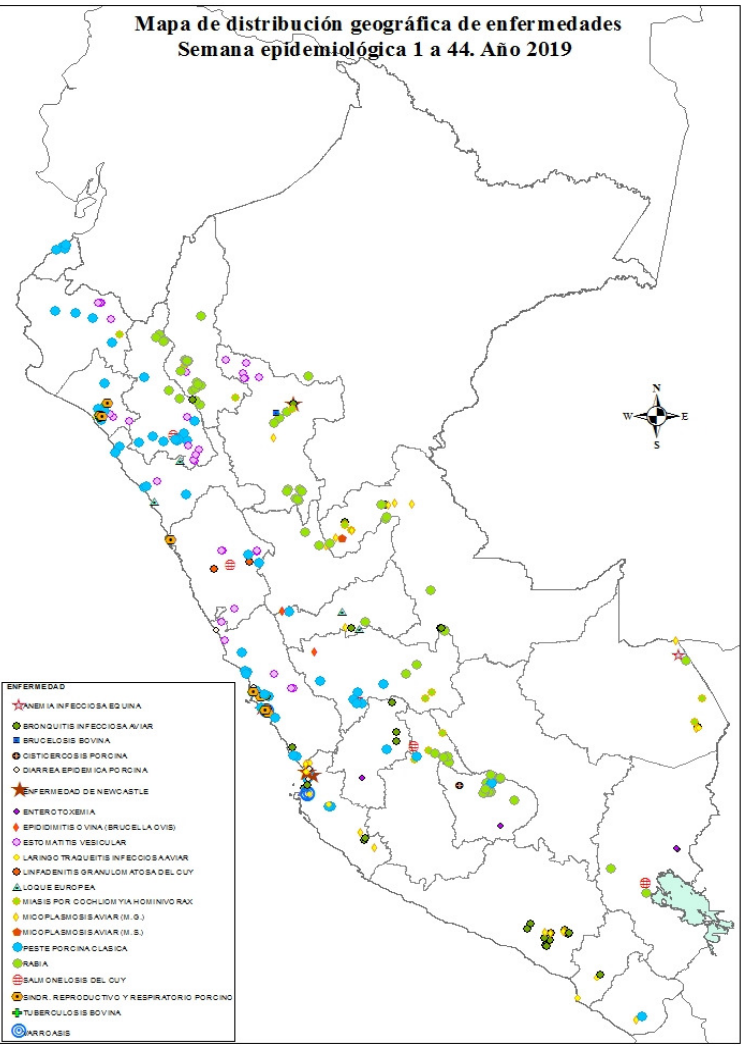 Mapa de distribución geográfica de enfermedades
Semana epidemiológica 1 a 44. Año 2019
N
W
E
S
ENFERMEDAD
ANEMIA INFECCIOSA EQUINA
BRONQUITIS INFECCIOSA AVIAR
BRUCELOSIS BOVINA
CISTICERCOSIS PORCINA
DIARREA EPIDEMICA PORCINA
ENFERMEDAD DE NEWCASTLE
ENTEROTOXEMIA
EPIDIDIMITIS OVINA (BRUCELLA OVIS)
ESTOMATITIS VESICULAR
LARINGOTRAQUEITIS INFECCIOSA AVIAR
LINFADENITIS GRANULOMATOSA DEL CUY
LOQUE EUROPEA
MIASIS POR COCHLIOMYIA HOMINIVORAX
MICOPLASMOSIS AVIAR (M.G.)
MICOPLASMOSIS AVIAR (M.S.)
PESTE PORCINA CLASICA
RABIA
SALMONELOSIS DEL CUY
SINDR. REPRODUCTIVO Y RESPIRATORIO PORCINO
TUBERCULOSIS BOVINA
VARROASIS